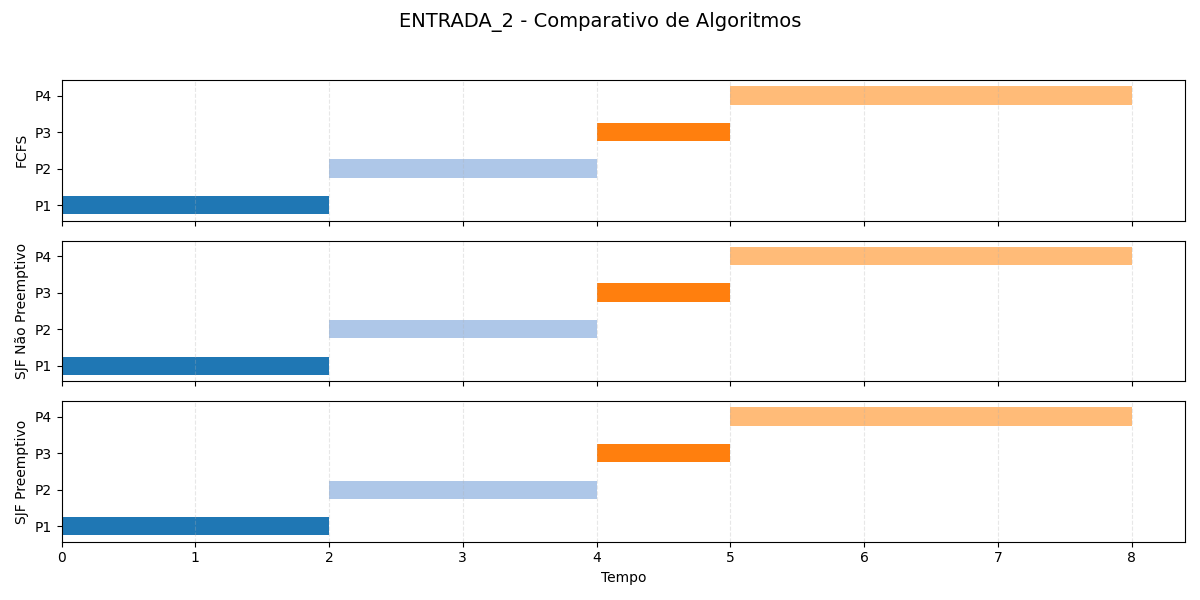 ENTRADA_2 - Comparativo de Algoritmos
FCFS
P4
P3
P2
P1
SJF Não Preemptivo
P4
P3
P2
P1
SJF Preemptivo
P4
P3
P2
P1
0 1 2 3 4 5 6 7 8
Tempo